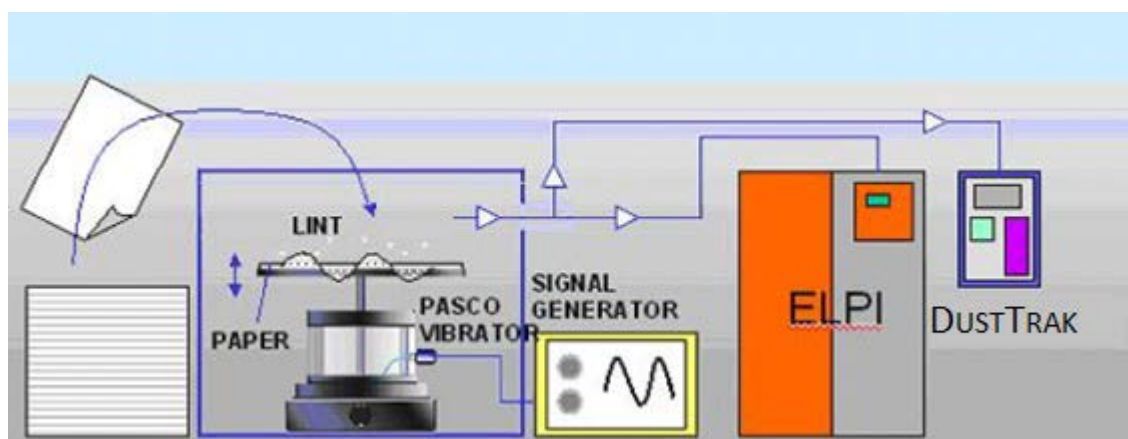 LINT
PAPER
PASCO
VIBRATOR
SIGNAL
GENERATOR
ELPI
DUSTTRAK